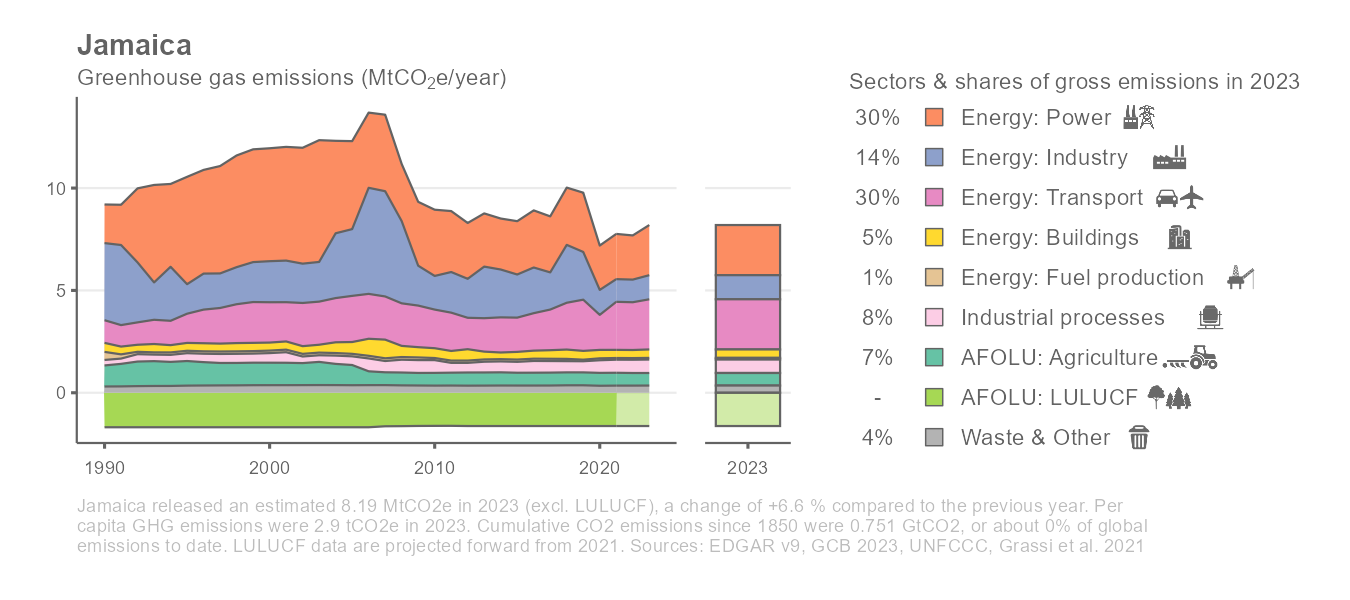 Jamaica
Greenhouse gas emissions (MtCO₂e/year)
Sectors & shares of gross emissions in 2023
30% Energy: Power
14% Energy: Industry
30% Energy: Transport
5% Energy: Buildings
1% Energy: Fuel production
8% Industrial processes
7% AFOLU: Agriculture
- AFOLU: LULUCF
4% Waste & Other
10
5
0
1990 2000 2010 2020 2023
Jamaica released an estimated 8.19 MtCO2e in 2023 (excl. LULUCF), a change of +6.6 % compared to the previous year. Per
capita GHG emissions were 2.9 tCO2e in 2023. Cumulative CO2 emissions since 1850 were 0.751 GtCO2, or about 0% of global
emissions to date. LULUCF data are projected forward from 2021. Sources: EDGAR v9, GCB 2023, UNFCCC, Grassi et al. 2021